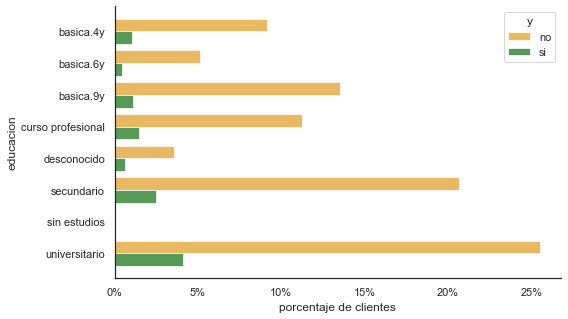 y
no
si
educacion
basica.4y
basica.6y
basica.9y
curso profesional
desconocido
secundario
sin estudios
universitario
0%
5%
10%
15%
20%
25%
porcentaje de clientes